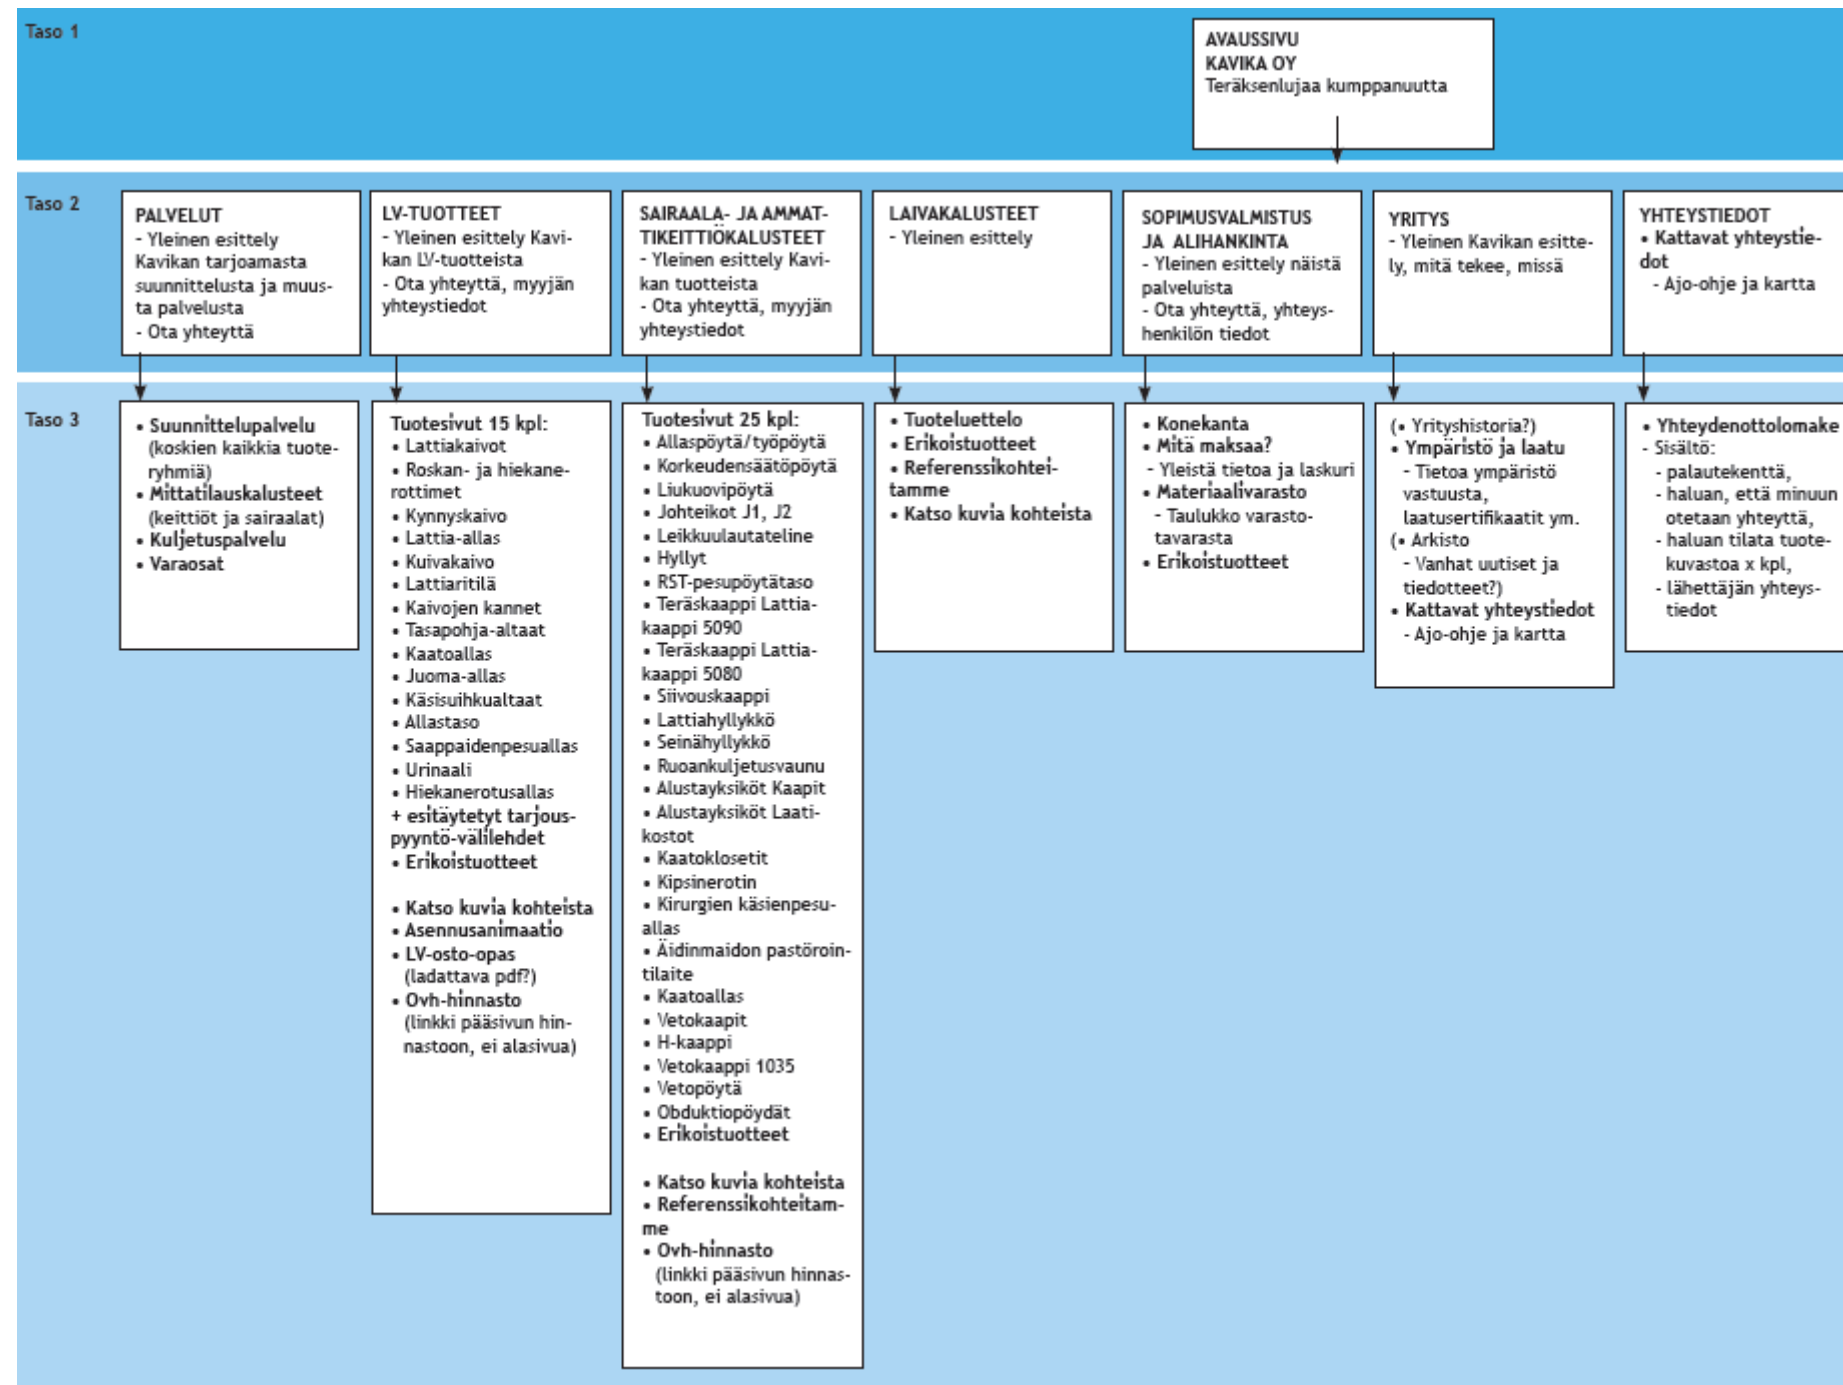 Taso 1
AVAUSSIVU
KAVIKA OY
Teräksenlujaa kumppanuutta
Taso 2
PALVELUT
- Yleinen esittely
Kavikan tarjoamasta
suunnittelusta ja muus-
ta palvelusta
- Ota yhteyttä
LV-TUOTTEET
- Yleinen esittely Kavi-
kan LV-tuotteista
- Ota yhteyttä, myyjän
yhteystiedot
SAIRAALA- JA AMMAT-
TIKEITTIÖKALUSTEET
- Yleinen esittely Kavi-
kan tuotteista
- Ota yhteyttä, myyjän
yhteystiedot
LAIVAKALUSTEET
- Yleinen esittely
SOPIMUSVALMISTUS
JA ALIHANKINTA
- Yleinen esittely näistä
palveluista
- Ota yhteyttä, yhteys-
henkilön tiedot
YRITYS
- Yleinen Kavikan esitte-
ly, mitä tekee, missä
YHTEYSTIEDOT
• Kattavat yhteystie-
dot
- Ajo-ohje ja kartta
Taso 3
• Suunnittelupalvelu
(koskien kaikkia tuote-
ryhmiä)
• Mittatilauskalusteet
(keittiöt ja sairaalat)
• Kuljetuspalvelu
• Varaosat
Tuotesivut 15 kpl:
• Lattiakaivot
• Roskan- ja hiekane-
rottimet
• Kynnyskaivo
• Lattia-allas
• Kuivakaivo
• Lattiaritilä
• Kaivojen kannet
• Tasapohja-altaat
• Kaatoallas
• Juoma-allas
• Käsisuihkualtaat
• Allastaso
• Saappaidenpesuallas
• Urinaali
• Hiekanerotusallas
+ esitäytetyt tarjous-
pyyntö-välilehdet
• Erikoistuotteet
• Katso kuvia kohteista
• Asennusanimaatio
• LV-osto-opas
(ladattava pdf?)
• Ovh-hinnasto
(linkki pääsivun hin-
nastoon, ei alasivua)
Tuotesivut 25 kpl:
• Allaspöytä/työpöytä
• Korkeudensäätöpöytä
• Liukuovipöytä
• Johteikot J1, J2
• Leikkuulautateline
• Hyllyt
• RST-pesupöytätaso
• Teräskaappi Lattia-
kaappi 5090
• Teräskaappi Lattia-
kaappi 5080
• Siivouskaappi
• Lattiahyllykkö
• Seinähyllykkö
• Ruoankuljetusvaunu
• Alustayksiköt Kaapit
• Alustayksiköt Laati-
kostot
• Kaatoklosetit
• Kipsinerotin
• Kirurgien käsienpesu-
allas
• Äidinmaidon pastöroin-
tilaite
• Kaatoallas
• Vetokaapit
• H-kaappi
• Vetokaappi 1035
• Vetopöytä
• Obduktiopöydät
• Erikoistuotteet
• Katso kuvia kohteista
• Referenssikohteitam-
me
• Ovh-hinnasto
(linkki pääsivun hinnas-
toon, ei alasivua)
• Tuoteluettelo
• Erikoistuotteet
• Referenssikohtei-
tamme
• Katso kuvia kohteista
• Konekanta
• Mitä maksaa?
- Yleistä tietoa ja laskuri
• Materiaalivarasto
- Taulukko varasto-
tavarasta
• Erikoistuotteet
(• Yrityshistoria?)
• Ympäristö ja laatu
- Tietoa ympäristö
vastuusta,
laatusertifikaatit ym.
(• Arkisto
- Vanhat uutiset ja
tiedotteet?)
• Kattavat yhteystiedot
- Ajo-ohje ja kartta
• Yhteydenottolomake
- Sisältö:
- palautekenttä,
- haluan, että minuun
otetaan yhteyttä,
- haluan tilata tuote-
kuvastoa x kpl,
- lähettäjän yhteys-
tiedot